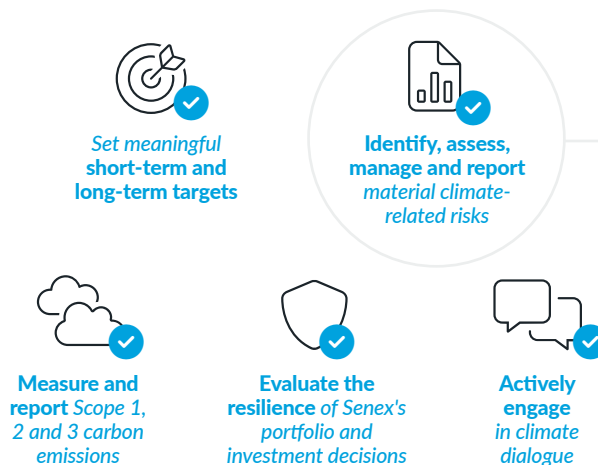 Set meaningful
short-term and
long-term targets
Identify, assess,
manage and report
material climate-
related risks
Measure and
report Scope 1,
2 and 3 carbon
emissions
Evaluate the
resilience of Senex's
portfolio and
investment decisions
Actively
engage
in climate
dialogue